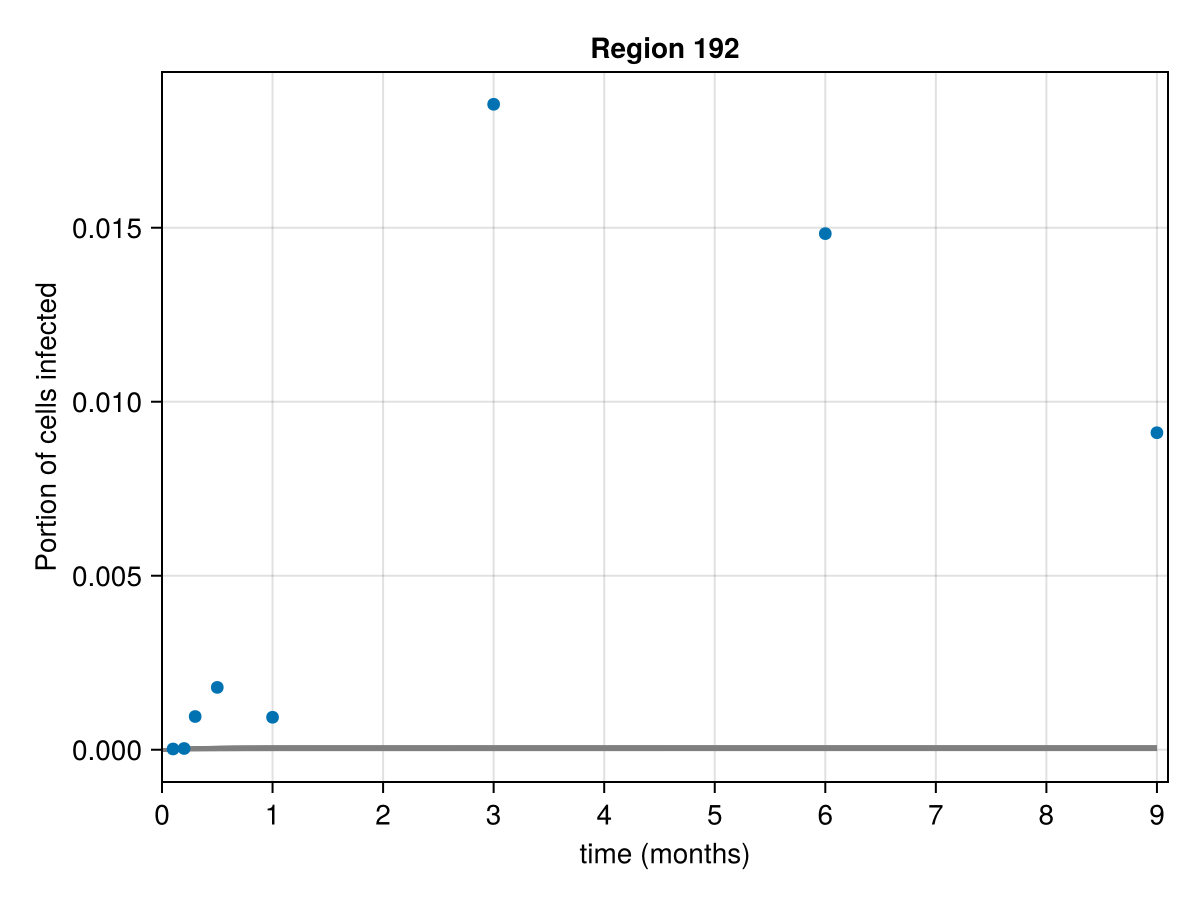 Region 192
Portion of cells infected
0.015
0.010
0.005
0.000
0 1 2 3 4 5 6 7 8 9
time (months)